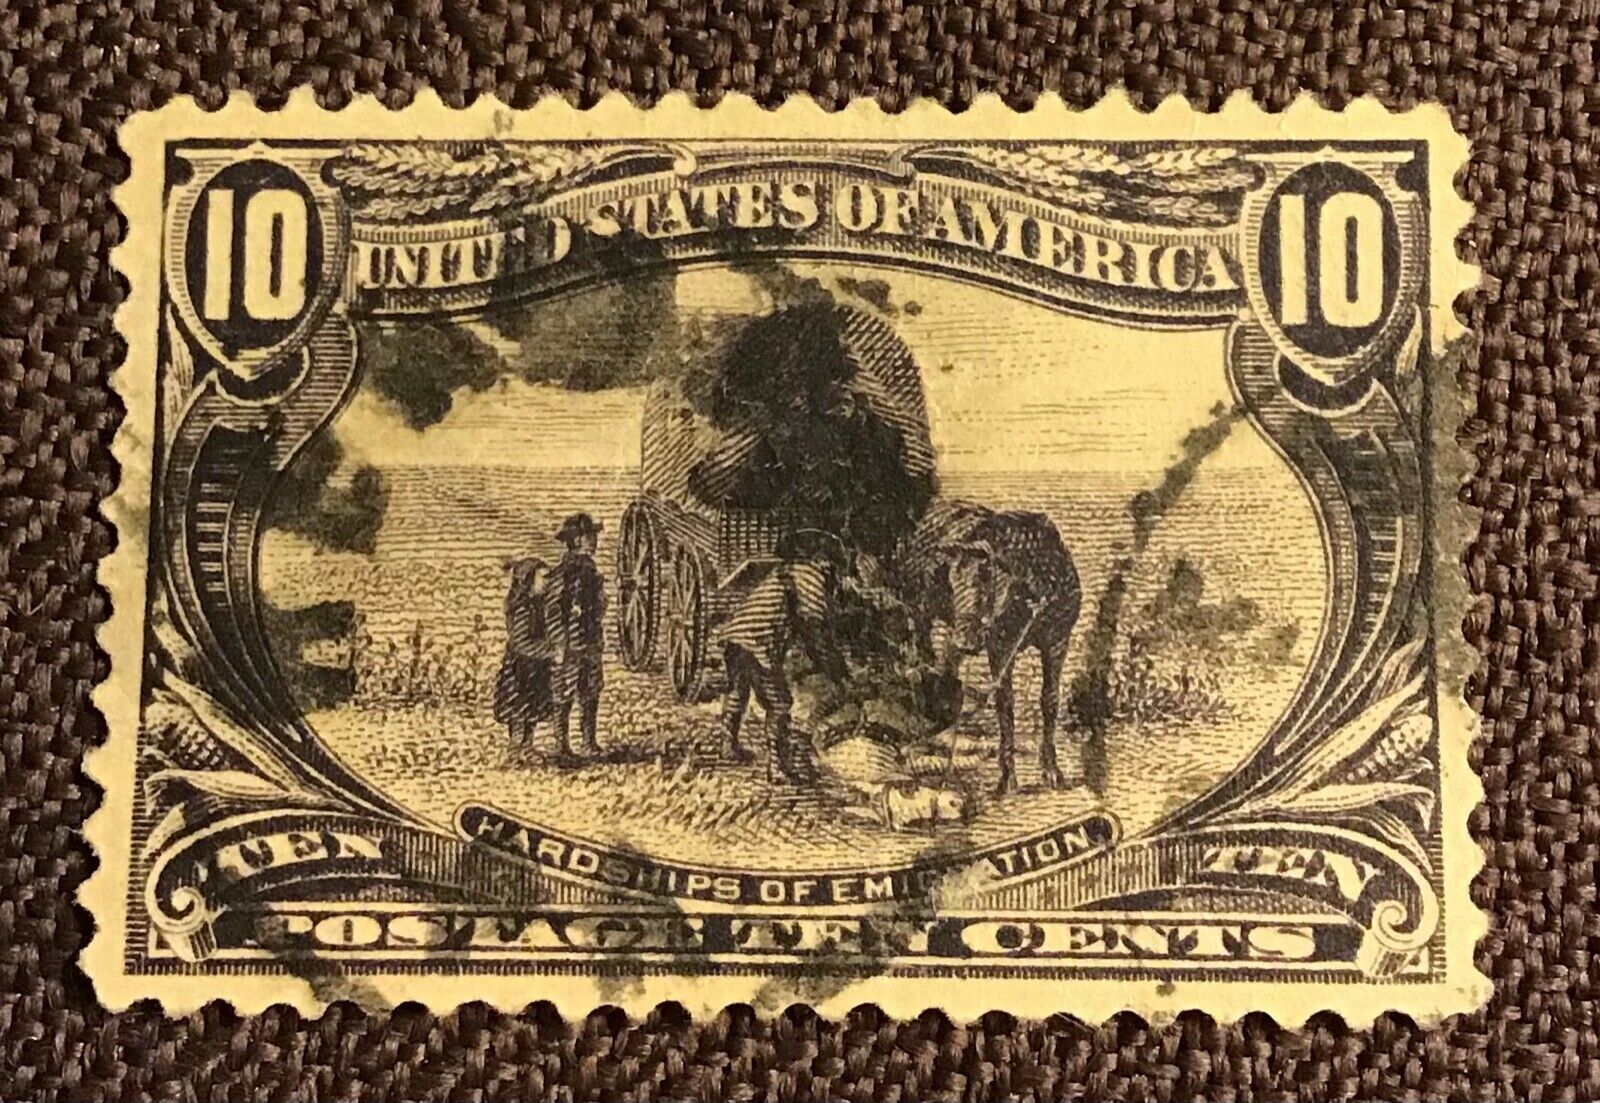 10 10
UNITED STATES OF AMERICA
HARDSHIPS OF EMIGRATION
TEN TEN
POSTAGE TEN CENTS